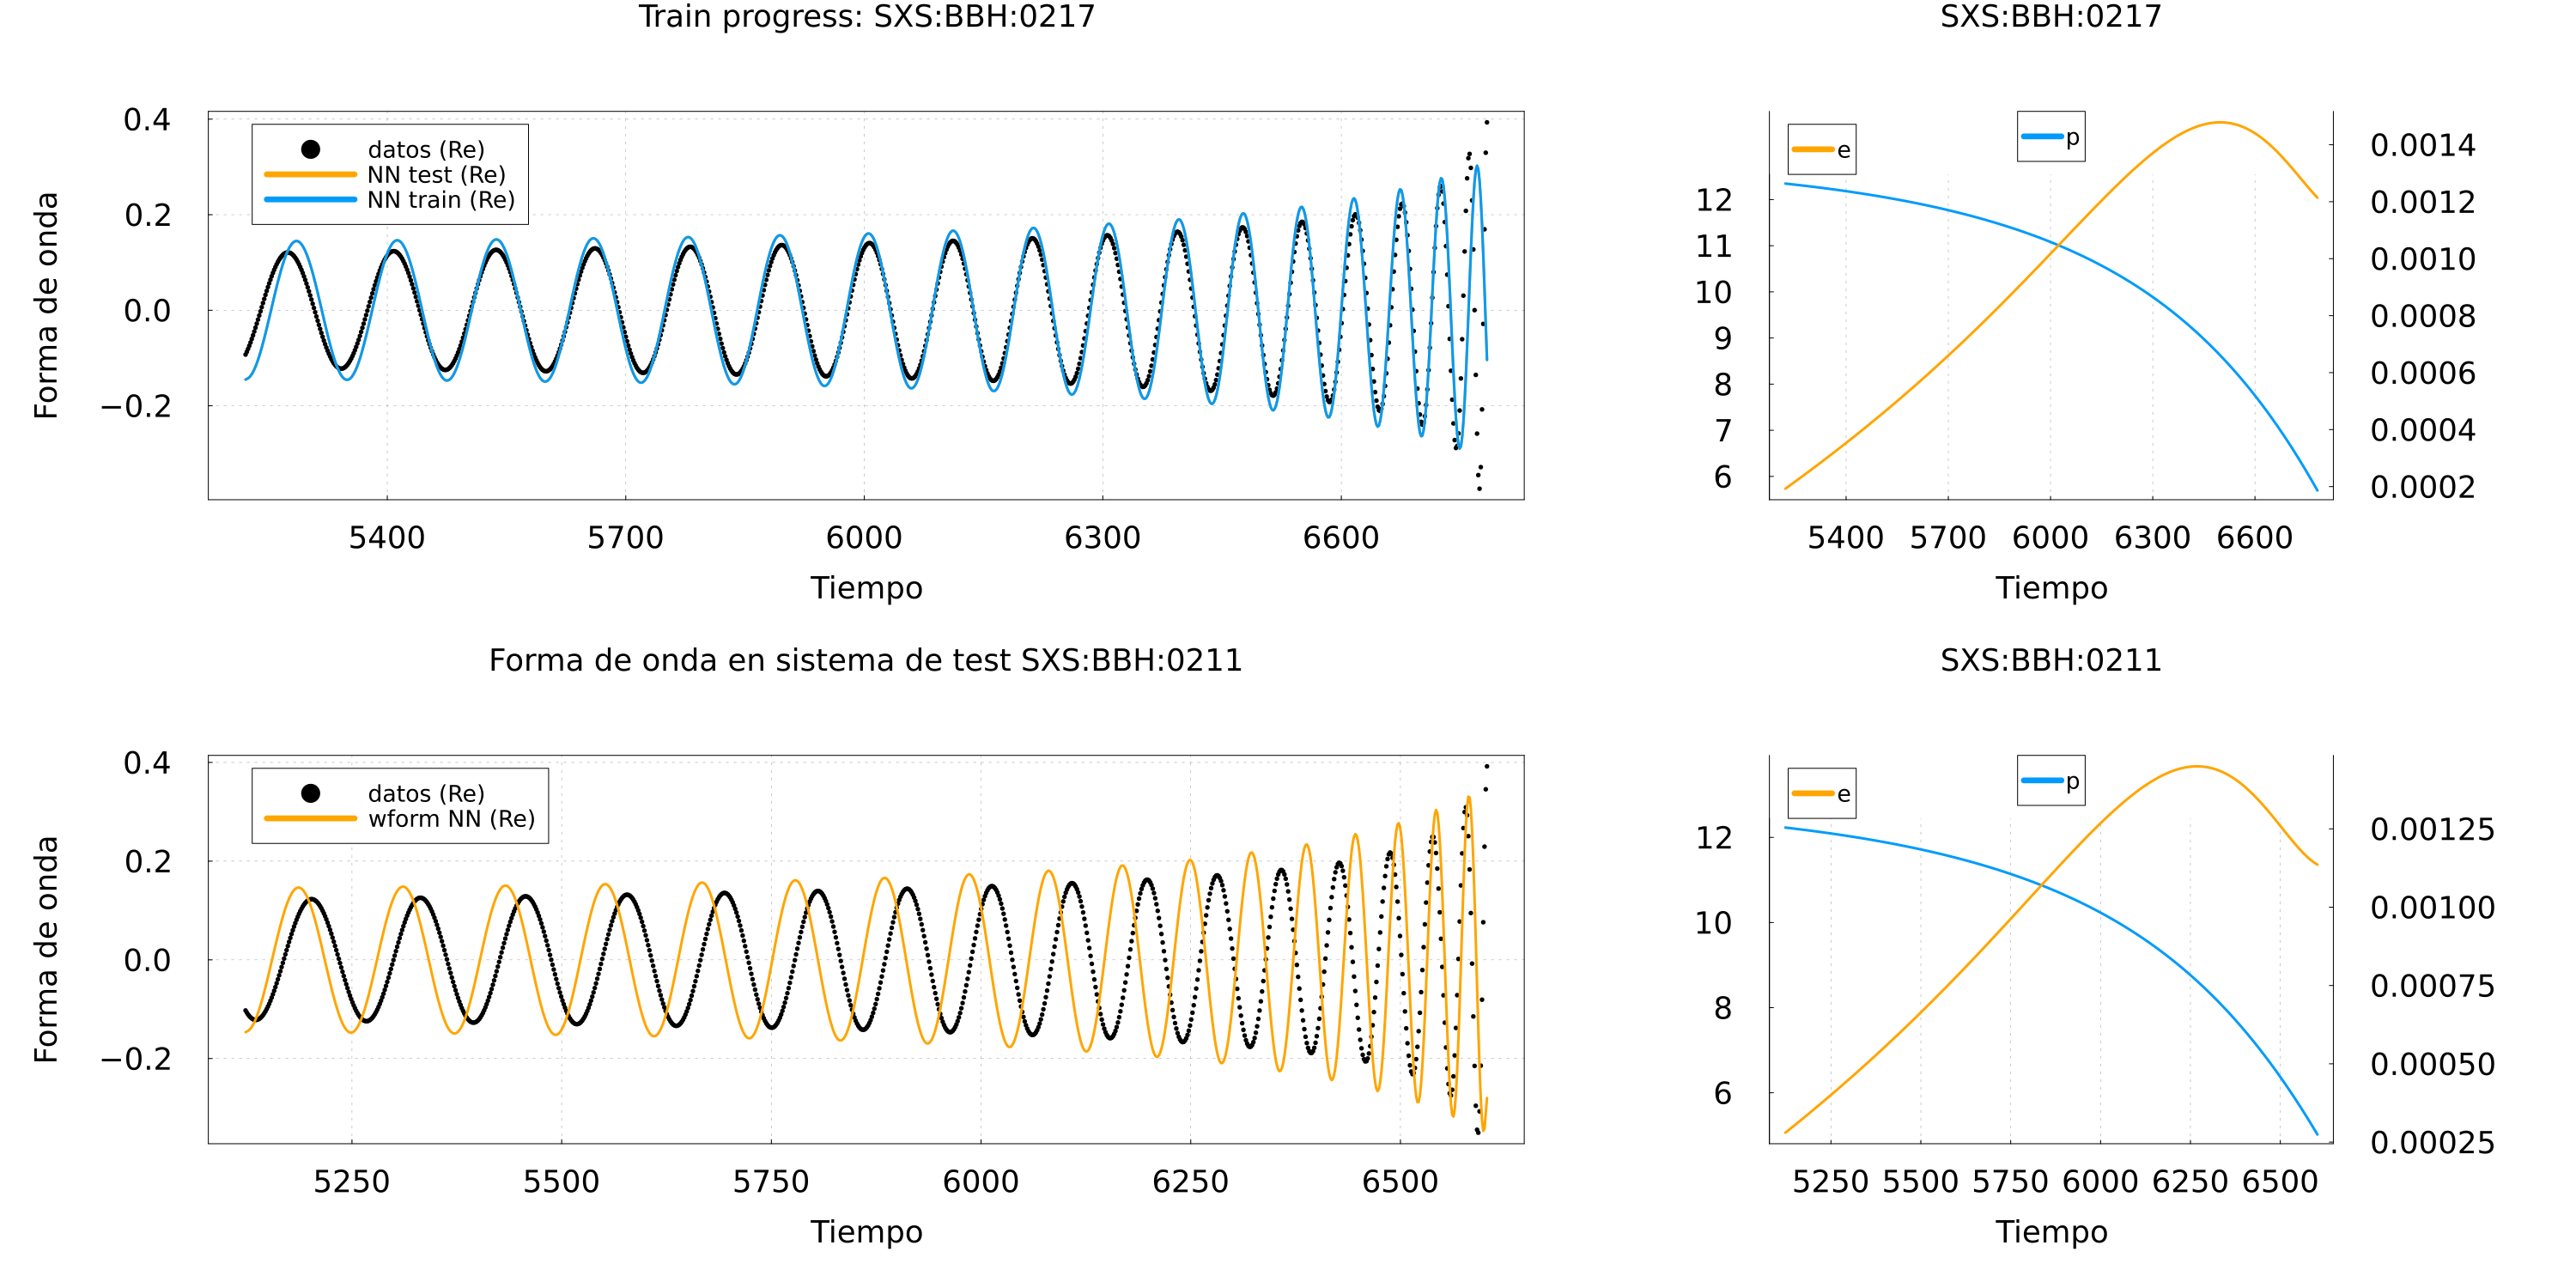 Train progress: SXS:BBH:0217
0.4
0.2
0.0
−0.2
Forma de onda
datos (Re)
NN test (Re)
NN train (Re)
5400 5700 6000 6300 6600
Tiempo
SXS:BBH:0217
e
p
12
11
10
9
8
7
6
0.0014
0.0012
0.0010
0.0008
0.0006
0.0004
0.0002
5400 5700 6000 6300 6600
Tiempo
Forma de onda en sistema de test SXS:BBH:0211
0.4
0.2
0.0
−0.2
Forma de onda
datos (Re)
wform NN (Re)
5250 5500 5750 6000 6250 6500
Tiempo
SXS:BBH:0211
e
p
12
10
8
6
0.00125
0.00100
0.00075
0.00050
0.00025
5250 5500 5750 6000 6250 6500
Tiempo